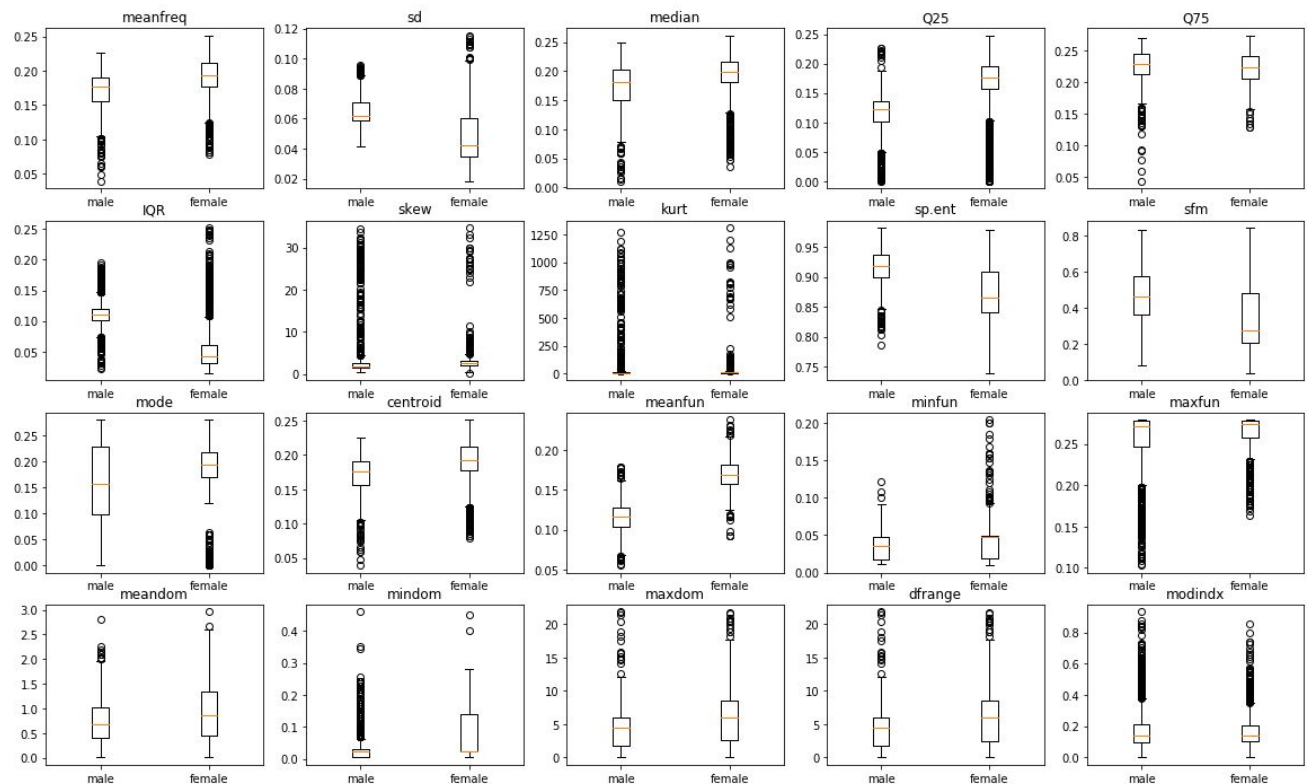 meanfreq sd median Q25 Q75
0.25 0.12 0.25 0.25 0.25
0.20 0.10 0.20 0.20 0.20
0.15 0.08 0.15 0.15 0.15
0.10 0.06 0.10 0.10 0.10
0.05 0.04 0.05 0.05 0.05
0.02 0.00 0.00
male female male female male female male female male female
IQR skew kurt sp.ent sfm
0.25 30 1250 0.95 0.8
0.20 20 1000 0.90 0.6
0.15 10 750 0.85 0.4
0.10 0 500 0.80 0.2
0.05 250 0.75 0.0
0
male female male female male female male female male female
mode centroid meanfun minfun maxfun
0.25 0.25 0.20 0.20 0.25
0.20 0.20 0.15 0.15 0.20
0.15 0.15 0.10 0.10 0.15
0.10 0.10 0.05 0.05 0.10
0.05 0.05 0.00
0.00
male female male female male female male female male female
meandom mindom maxdom dfrange modindx
3.0 0.4 20 20 0.8
2.5 0.3 15 15 0.6
2.0 0.2 10 10 0.4
1.5 0.1 5 5 0.2
1.0 0.0 0 0 0.0
0.5
0.0
male female male female male female male female male female